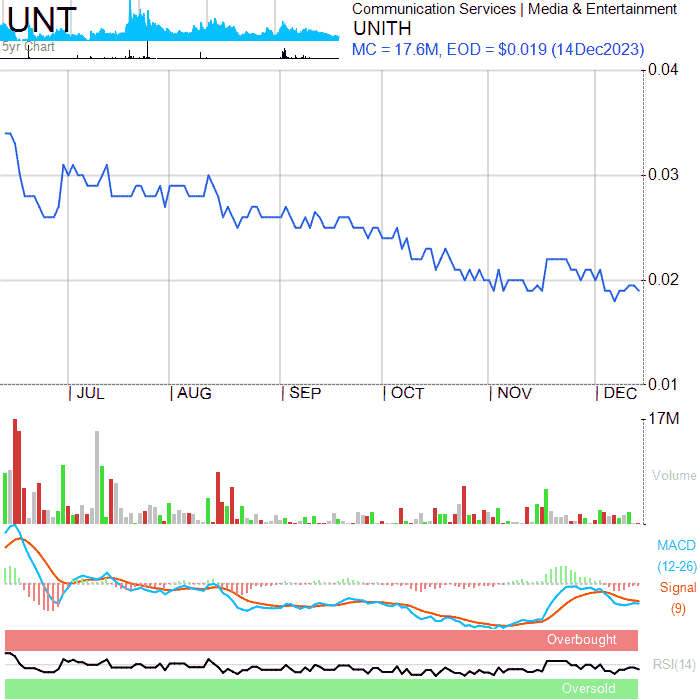 UNT
5yr Chart
Communication Services | Media & Entertainment
UNITH
MC = 17.6M, EOD = $0.019 (14Dec2023)
0.04
0.03
0.02
0.01
JUL AUG SEP OCT NOV DEC
17M
Volume
MACD
(12-26)
Signal
(9)
Overbought
RSI(14)
Oversold